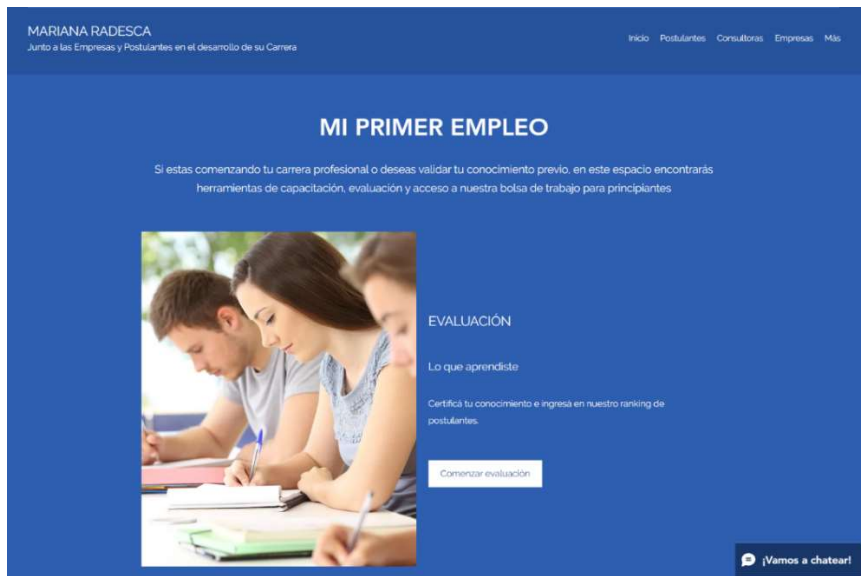 MARIANA RADESCA
Junto a las Empresas y Postulantes en el desarrollo de su Carrera
Inicio Postulantes Consultoras Empresas Más
MI PRIMER EMPLEO
Si estas comenzando tu carrera profesional o deseas validar tu conocimiento previo, en este espacio encontrarás
herramientas de capacitación, evaluación y acceso a nuestra bolsa de trabajo para principiantes
EVALUACIÓN
Lo que aprendiste
Certificá tu conocimiento e ingresá en nuestro ranking de
postulantes.
Comenzar evaluación
¡Vamos a chatear!